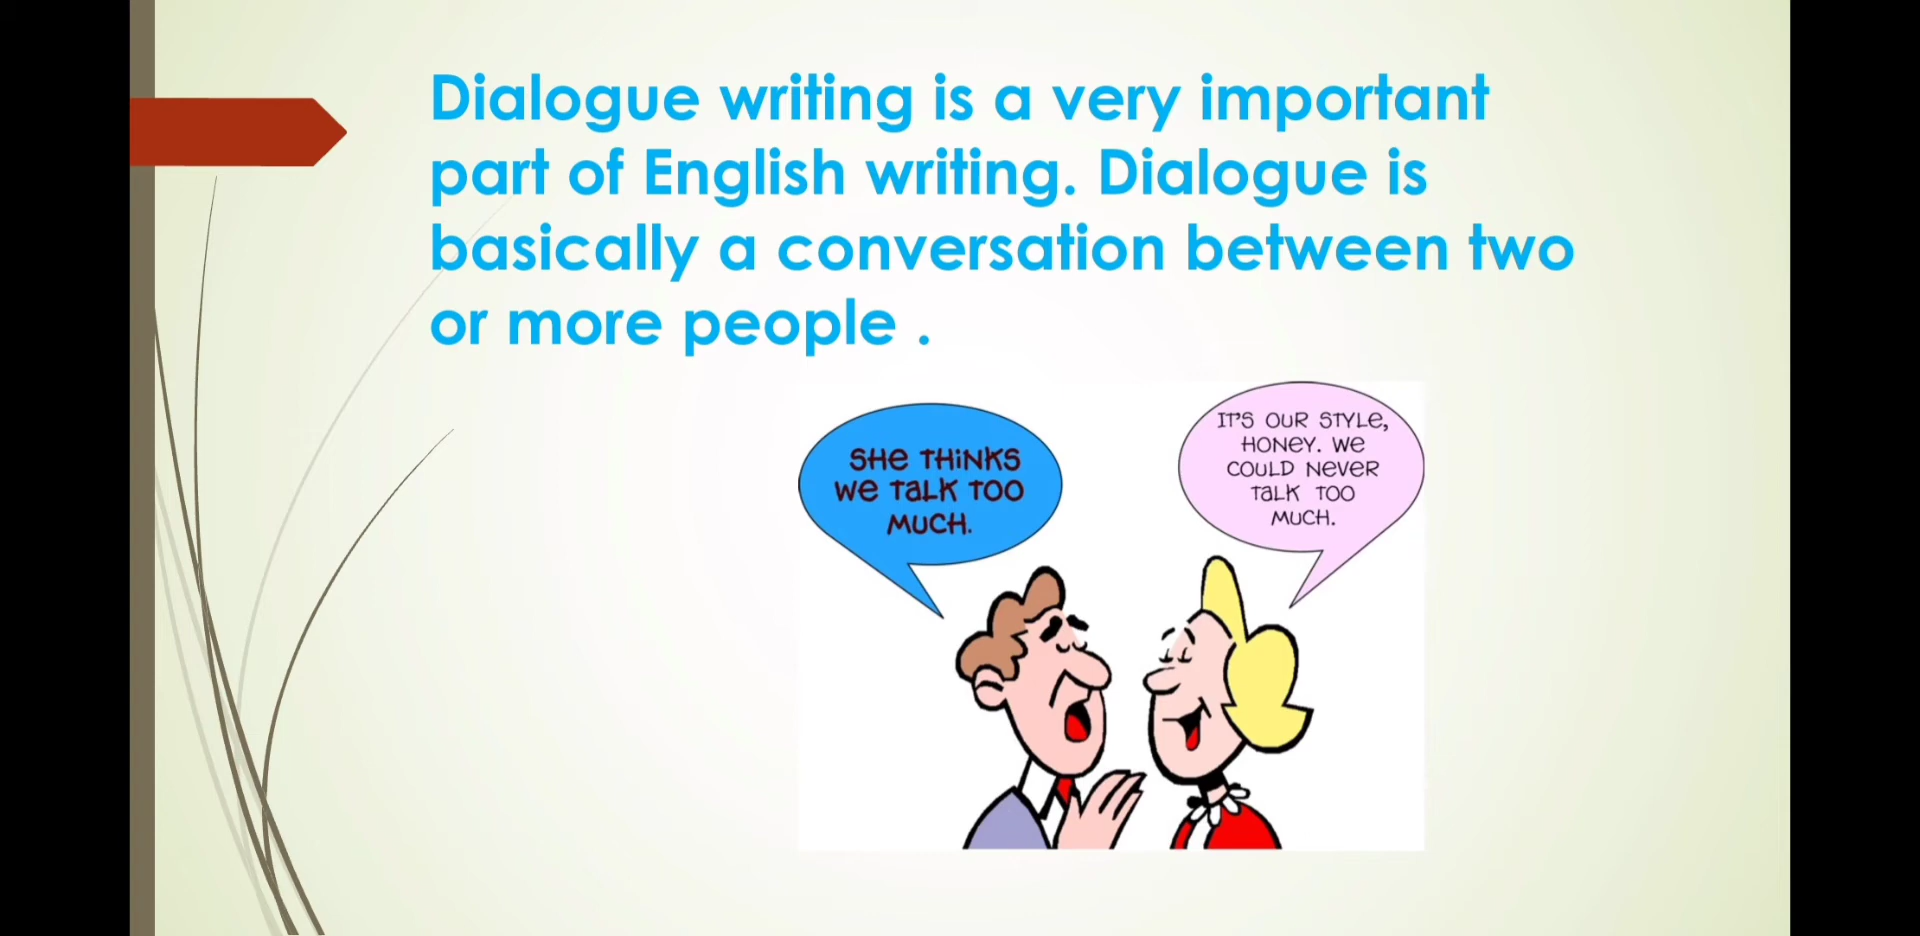 Dialogue writing is a very important
part of English writing. Dialogue is
basically a conversation between two
or more people .
SHe THiNKS
We TaLK TOO
MUCH.
IT'S OUR STYLe,
HONeY. We
COULD NeVeR
TaLK TOO
MUCH.